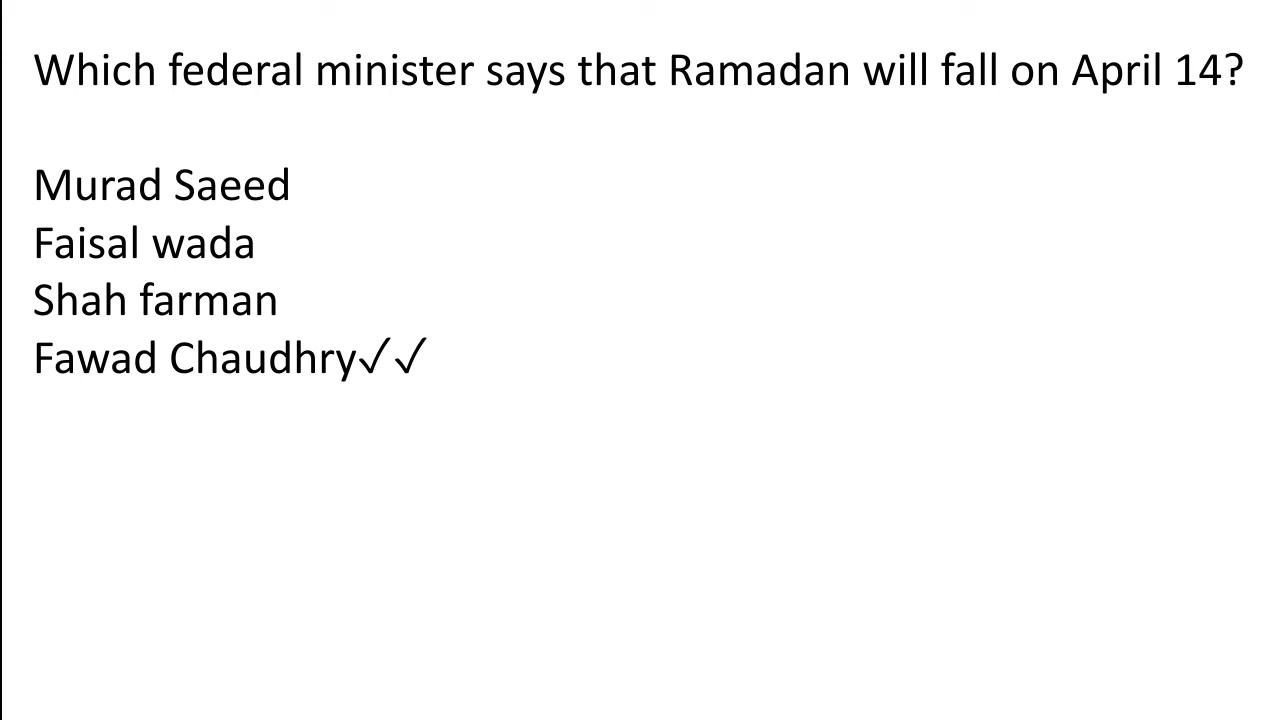 Which federal minister says that Ramadan will fall on April 14?
Murad Saeed
Faisal wada
Shah farman
Fawad Chaudhry✓✓